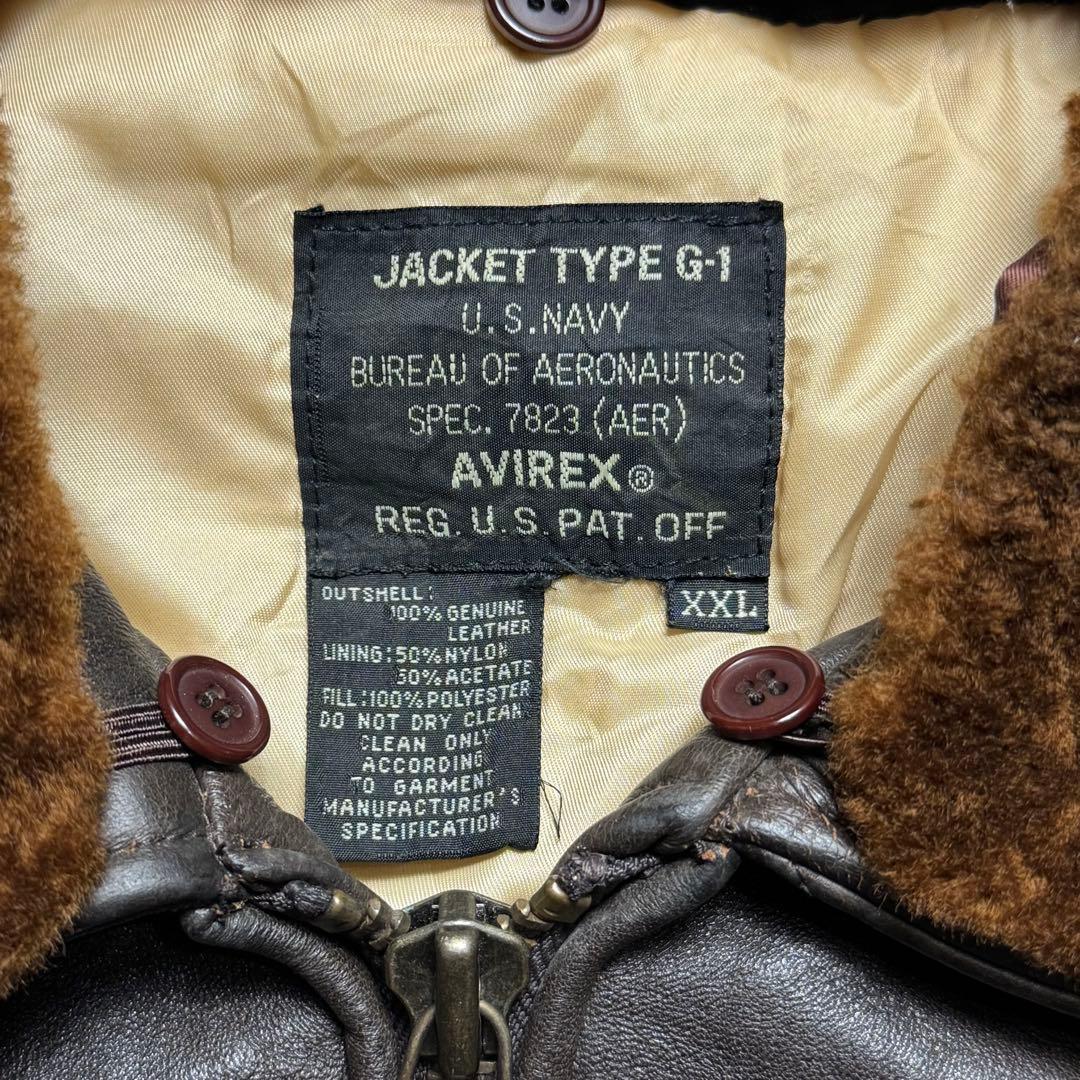 JACKET TYPE G-1
U.S.NAVY
BUREAU OF AERONAUTICS
SPEC. 7823 (AER)
AVIREX®
REG. U.S. PAT. OFF
XXL
OUTSHELL:
100% GENUINE
LEATHER
LINING:50%NYLON
50%ACETATE
FILL:100%POLYESTER
DO NOT DRY CLEAN
CLEAN ONLY
ACCORDING
TO GARMENT
MANUFACTURER'S
SPECIFICATION